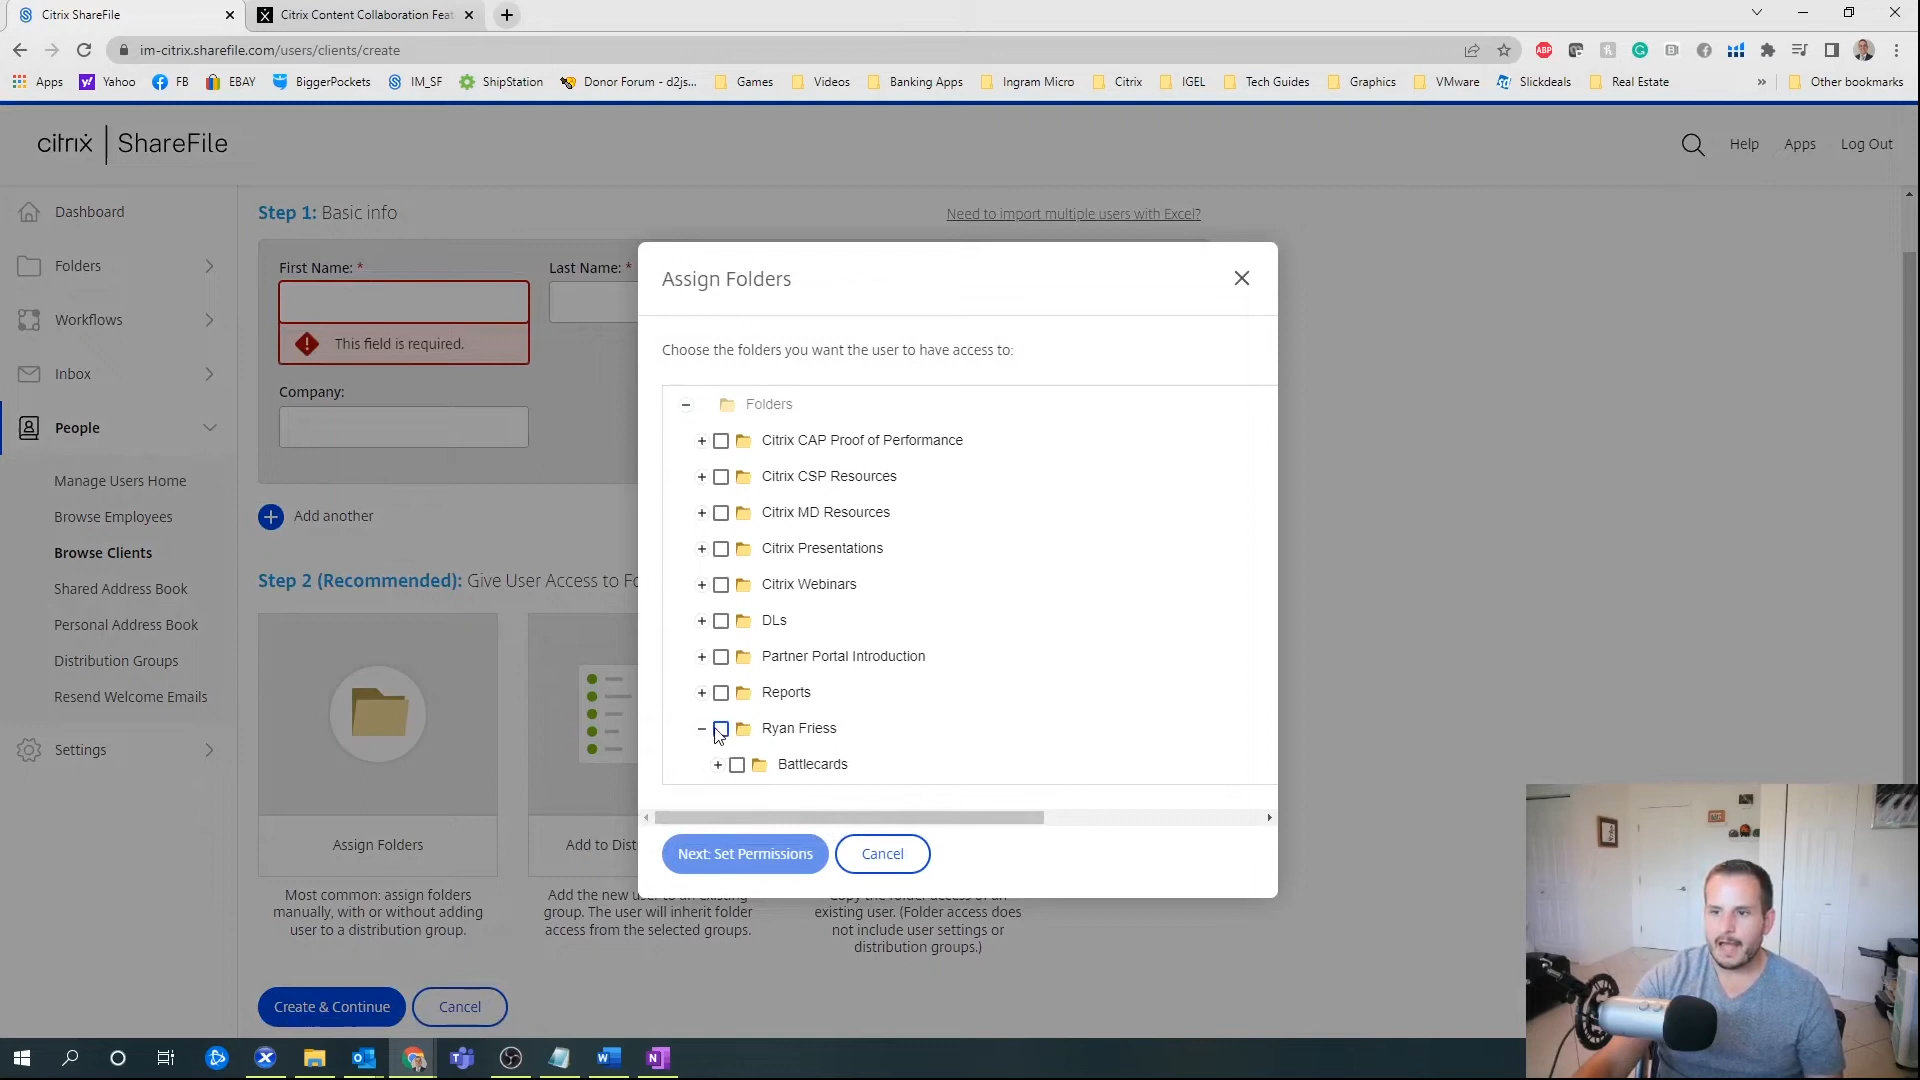 Citrix ShareFile
Citrix Content Collaboration Feat
im-citrix.sharefile.com/users/clients/create
Apps
Yahoo
FB
EBAY
BiggerPockets
IM_SF
ShipStation
Donor Forum - d2js...
Games
Videos
Banking Apps
Ingram Micro
Citrix
IGEL
Tech Guides
Graphics
VMware
Slickdeals
Real Estate
»
Other bookmarks
citrix | ShareFile
Help
Apps
Log Out
Dashboard
Folders
Workflows
Inbox
People
Manage Users Home
Browse Employees
Browse Clients
Shared Address Book
Personal Address Book
Distribution Groups
Resend Welcome Emails
Settings
Step 1: Basic info
Need to import multiple users with Excel?
First Name: *
Last Name: *
This field is required.
Company:
Add another
Step 2 (Recommended): Give User Access to Fo
Assign Folders
Most common: assign folders
manually, with or without adding
user to a distribution group.
Add to Dist
Add the new user to an existing
group. The user will inherit folder
access from the selected groups.
Copy the folder access of an
existing user. (Folder access does
not include user settings or
distribution groups.)
Create & Continue
Cancel
Assign Folders
Choose the folders you want the user to have access to:
Folders
Citrix CAP Proof of Performance
Citrix CSP Resources
Citrix MD Resources
Citrix Presentations
Citrix Webinars
DLs
Partner Portal Introduction
Reports
Ryan Friess
Battlecards
Next: Set Permissions
Cancel